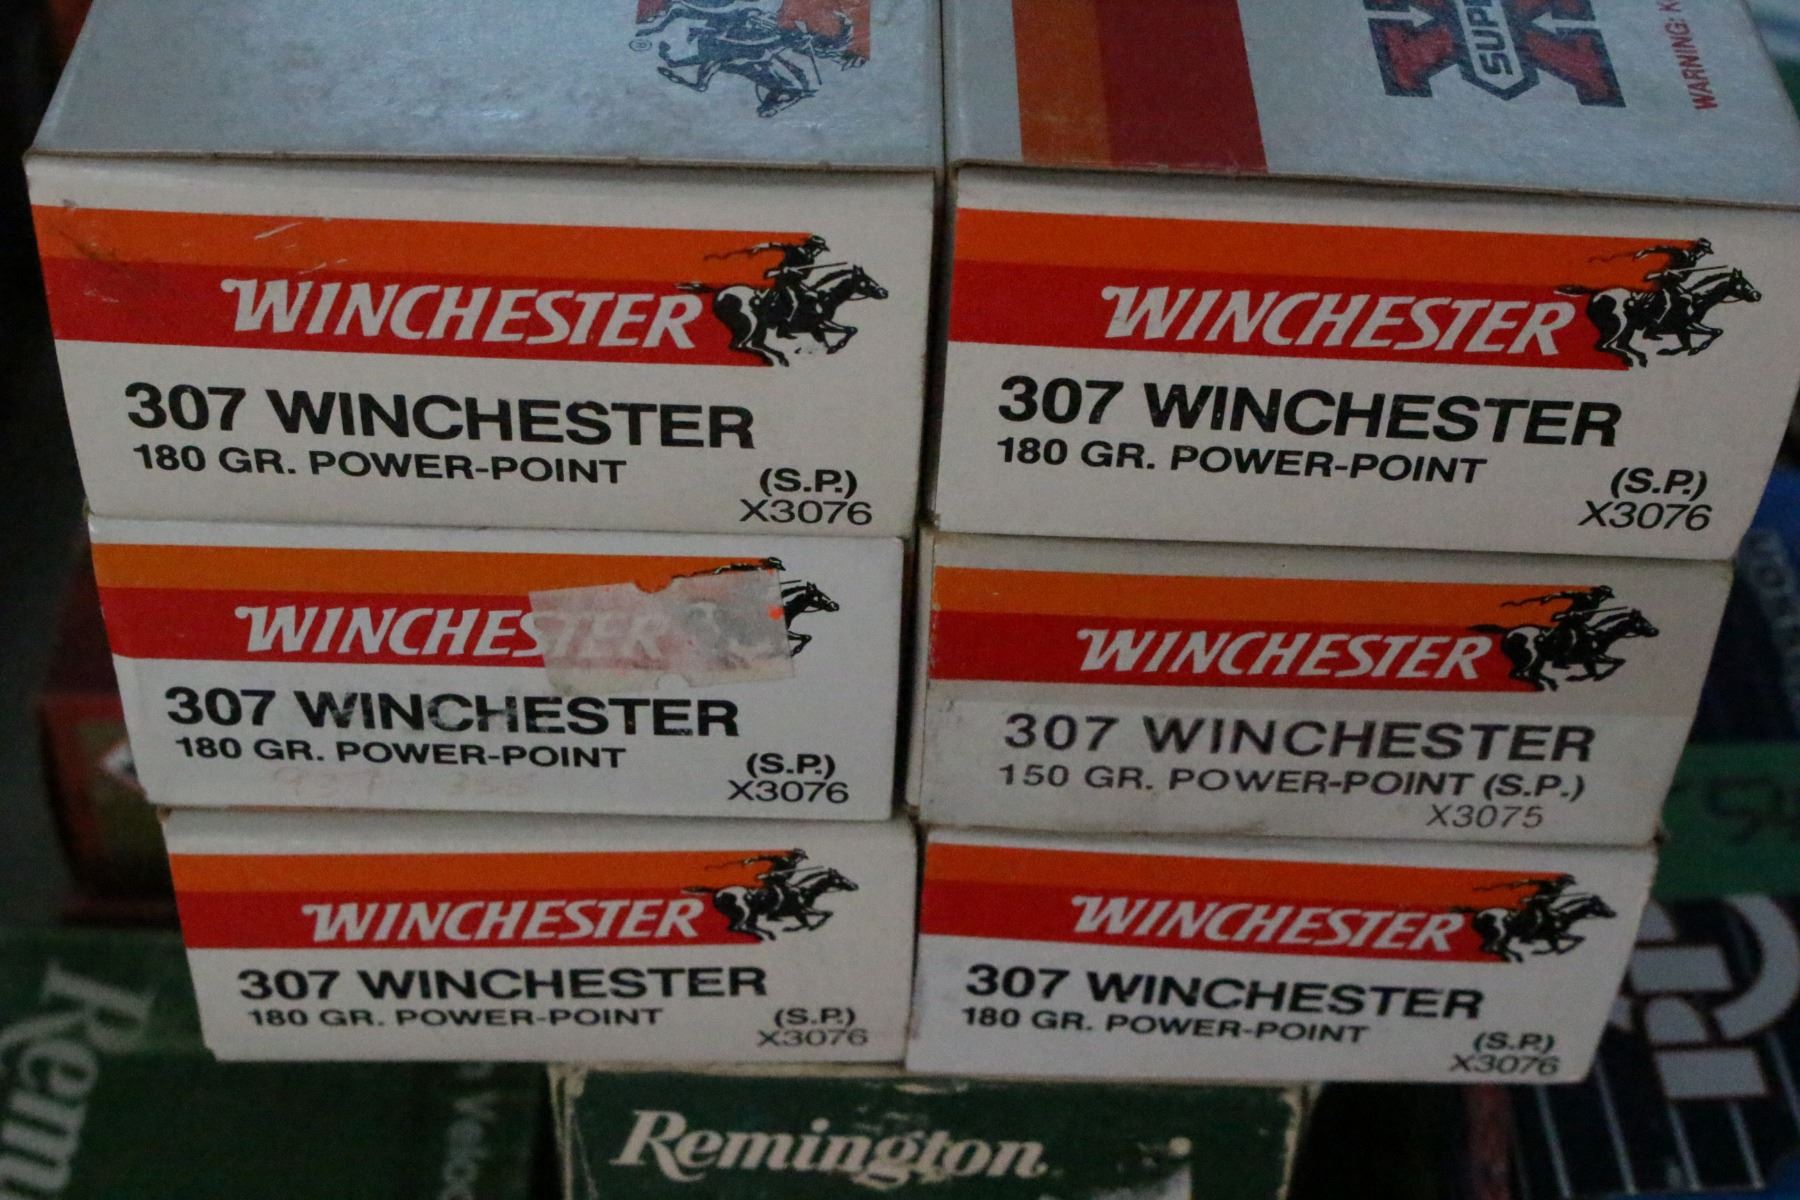 ®
SUPE
WARNING: K
WINCHESTER
307 WINCHESTER
180 GR. POWER-POINT
(S.P.)
X3076
WINCHESTER
307 WINCHESTER
180 GR. POWER-POINT
(S.P.)
X3076
WINCHESTER
307 WINCHESTER
180 GR. POWER-POINT
(S.P.)
X3076
WINCHESTER
307 WINCHESTER
150 GR. POWER-POINT (S.P.)
X3075
WINCHESTER
307 WINCHESTER
180 GR. POWER-POINT
(S.P.)
X3076
WINCHESTER
307 WINCHESTER
180 GR. POWER-POINT
(S.P.)
X3076
Rem
Remington